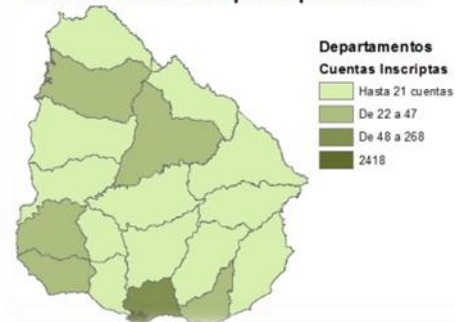 Departamentos
Cuentas Inscriptas
Hasta 21 cuentas
De 22 a 47
De 48 a 268
2418